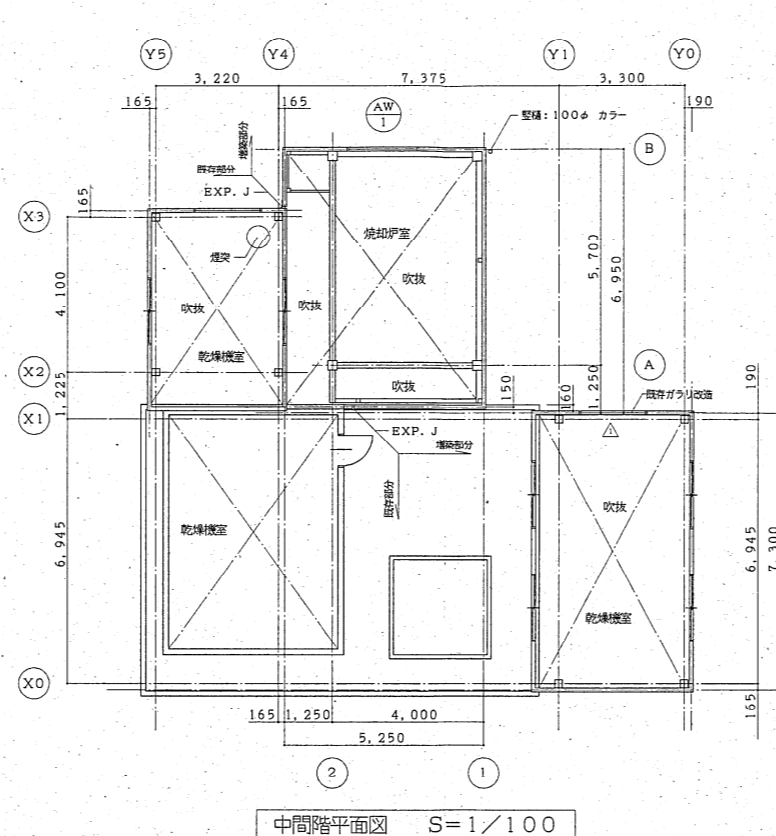 Y5
Y4
Y1
Y0
3,220
7,375
3,300
165
165
190
AW
1
竪樋：100φ カラー
B
増築部分
既存部分
EXP.J
165
X3
煙突
焼却炉室
吹抜
5,700
6,950
4,100
吹抜
吹抜
乾燥機室
X2
A
190
1,225
吹抜
150
160
1,250
既存ガラリ改造
X1
EXP.J
増築部分
1
既存部分
吹抜
乾燥機室
6,945
6,945
7,300
乾燥機室
X0
165
165
1,250
4,000
5,250
2
1
中間階平面図 S=1/100